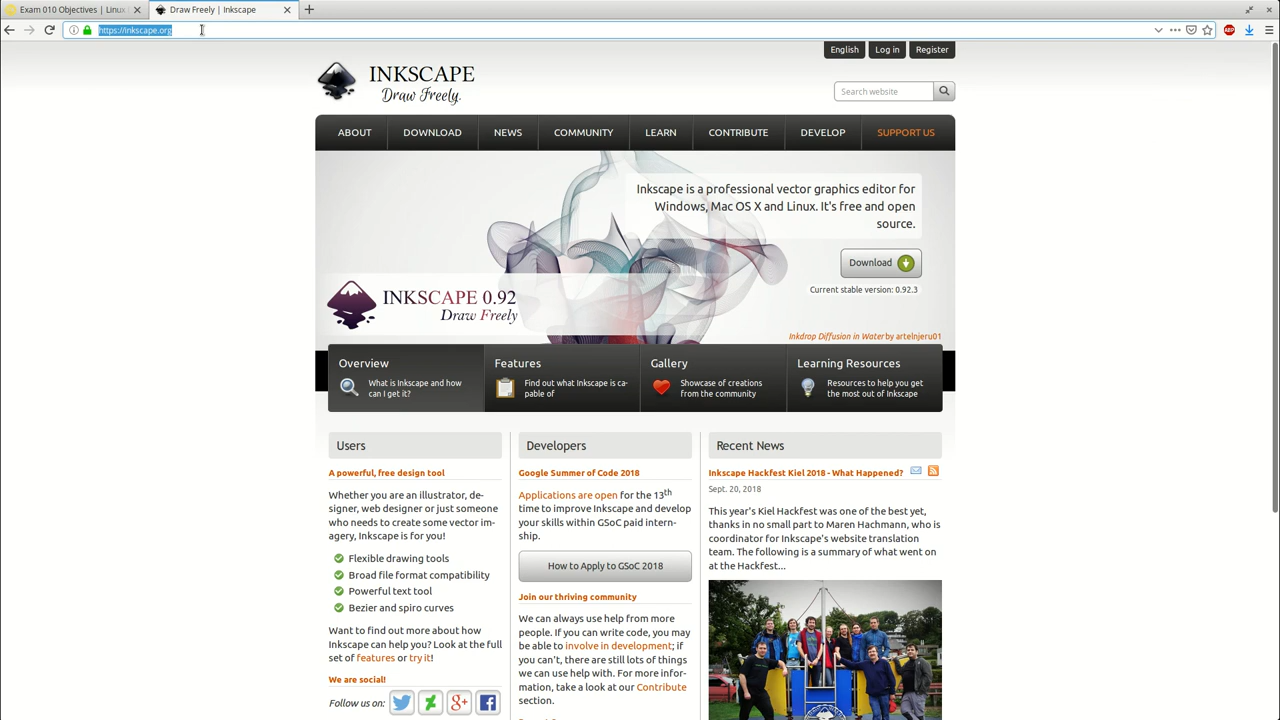 Exam 010 Objectives | Linux
Draw Freely | Inkscape
https://inkscape.org
English
Log in
Register
INKSCAPE
Draw Freely.
Search website
ABOUT
DOWNLOAD
NEWS
COMMUNITY
LEARN
CONTRIBUTE
DEVELOP
SUPPORT US
Inkscape is a professional vector graphics editor for
Windows, Mac OS X and Linux. It's free and open
source.
Download
Current stable version: 0.92.3
INKSCAPE 0.92
Draw Freely
Inkdrop Diffusion in Water by artelnjeru01
Overview
What is Inkscape and how
can I get it?
Features
Find out what Inkscape is ca-
pable of
Gallery
Showcase of creations
from the community
Learning Resources
Resources to help you get
the most out of Inkscape
Users
A powerful, free design tool
Whether you are an illustrator, de-
signer, web designer or just someone
who needs to create some vector im-
agery, Inkscape is for you!
Flexible drawing tools
Broad file format compatibility
Powerful text tool
Bezier and spiro curves
Want to find out more about how
Inkscape can help you? Look at the full
set of features or try it!
We are social!
Follow us on:
Developers
Google Summer of Code 2018
Applications are open for the 13th
time to improve Inkscape and develop
your skills within GSoC paid intern-
ship.
How to Apply to GSoC 2018
Join our thriving community
We can always use help from more
people. If you can write code, you may
be able to involve in development; if
you can't, there are still lots of things
we can use help with. For more infor-
mation, take a look at our Contribute
section.
Recent News
Inkscape Hackfest Kiel 2018 - What Happened?
Sept. 20, 2018
This year's Kiel Hackfest was one of the best yet,
thanks in no small part to Maren Hachmann, who is
coordinator for Inkscape's website translation
team. The following is a summary of what went on
at the Hackfest...